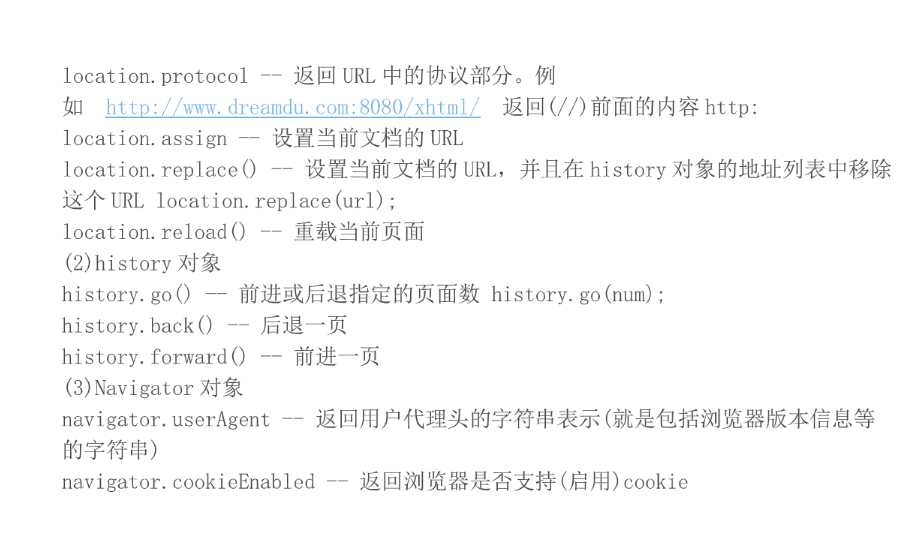 location.protocol -- 返回 URL 中的协议部分。例
如 http://www.dreamdu.com:8080/xhtml/ 返回(//)前面的内容 http:
location.assign -- 设置当前文档的 URL
location.replace() -- 设置当前文档的 URL，并且在 history 对象的地址列表中移除
这个 URL location.replace(url);
location.reload() -- 重载当前页面
(2)history 对象
history.go() -- 前进或后退指定的页面数 history.go(num);
history.back() -- 后退一页
history.forward() -- 前进一页
(3)Navigator 对象
navigator.userAgent -- 返回用户代理头的字符串表示(就是包括浏览器版本信息等
的字符串)
navigator.cookieEnabled -- 返回浏览器是否支持(启用)cookie